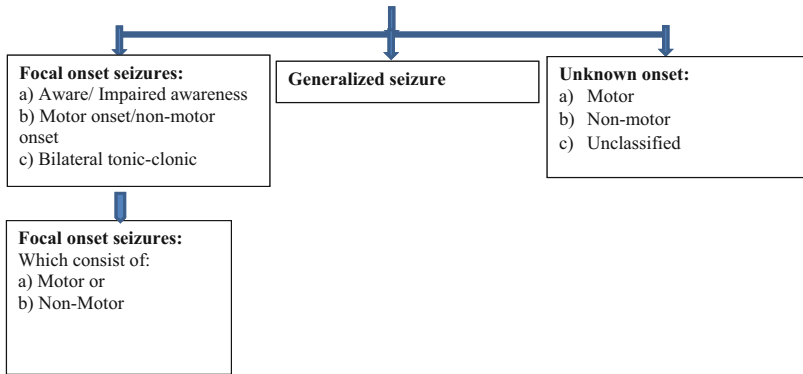 Focal onset seizures:
a) Aware/ Impaired awareness
b) Motor onset/non-motor
onset
c) Bilateral tonic-clonic
Generalized seizure
Unknown onset:
a) Motor
b) Non-motor
c) Unclassified
Focal onset seizures:
Which consist of:
a) Motor or
b) Non-Motor